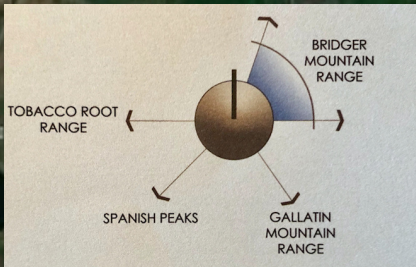 BRIDGER
MOUNTAIN
RANGE
TOBACCO ROOT
RANGE
SPANISH PEAKS
GALLATIN
MOUNTAIN
RANGE